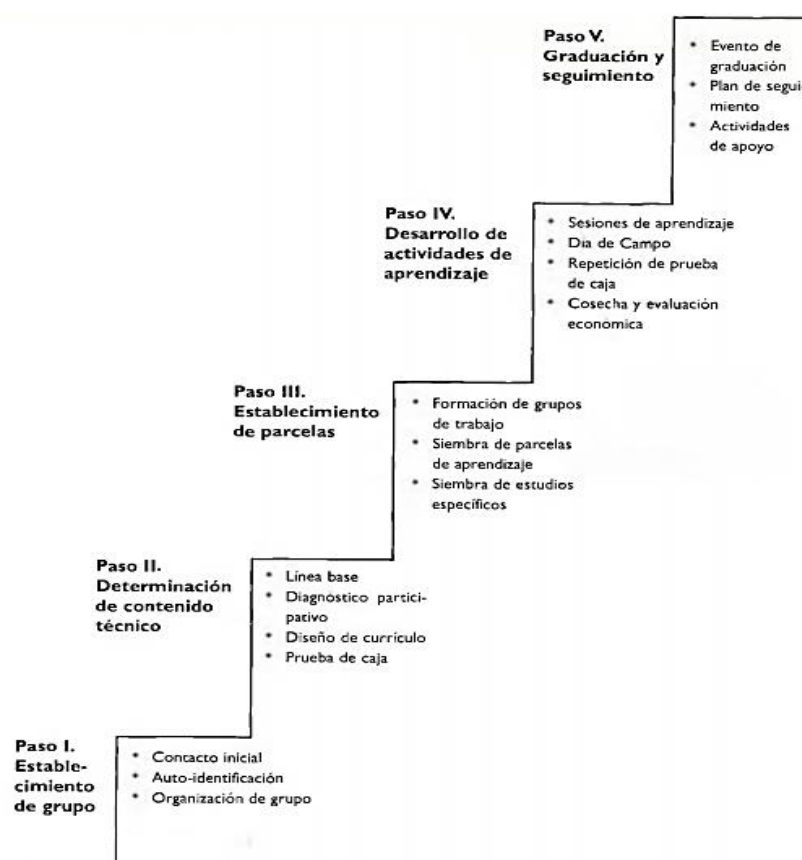 Paso V.
Graduación y
seguimiento
* Evento de
graduación
* Plan de segui-
miento
* Actividades
de apoyo
Paso IV.
Desarrollo de
actividades de
aprendizaje
* Sesiones de aprendizaje
* Dia de Campo
* Repetición de prueba
de caja
* Cosecha y evaluación
económica
Paso III.
Establecimiento
de parcelas
* Formación de grupos
de trabajo
* Siembra de parcelas
de aprendizaje
* Siembra de estudios
específicos
Paso II.
Determinación
de contenido
técnico
* Línea base
* Diagnóstico partici-
pativo
* Diseño de currículo
* Prueba de caja
Paso I.
Estable-
cimiento
de grupo
* Contacto inicial
* Auto-identificación
* Organización de grupo